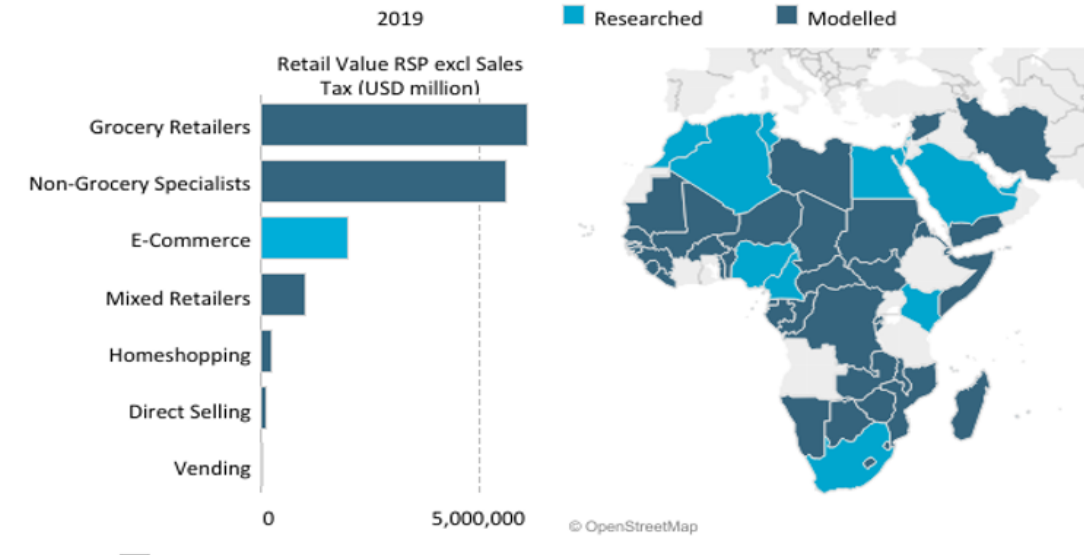 2019
Researched
Modelled
Retail Value RSP excl Sales
Tax (USD million)
Grocery Retailers
Non-Grocery Specialists
E-Commerce
Mixed Retailers
Homeshopping
Direct Selling
Vending
0
5,000,000
© OpenStreetMap